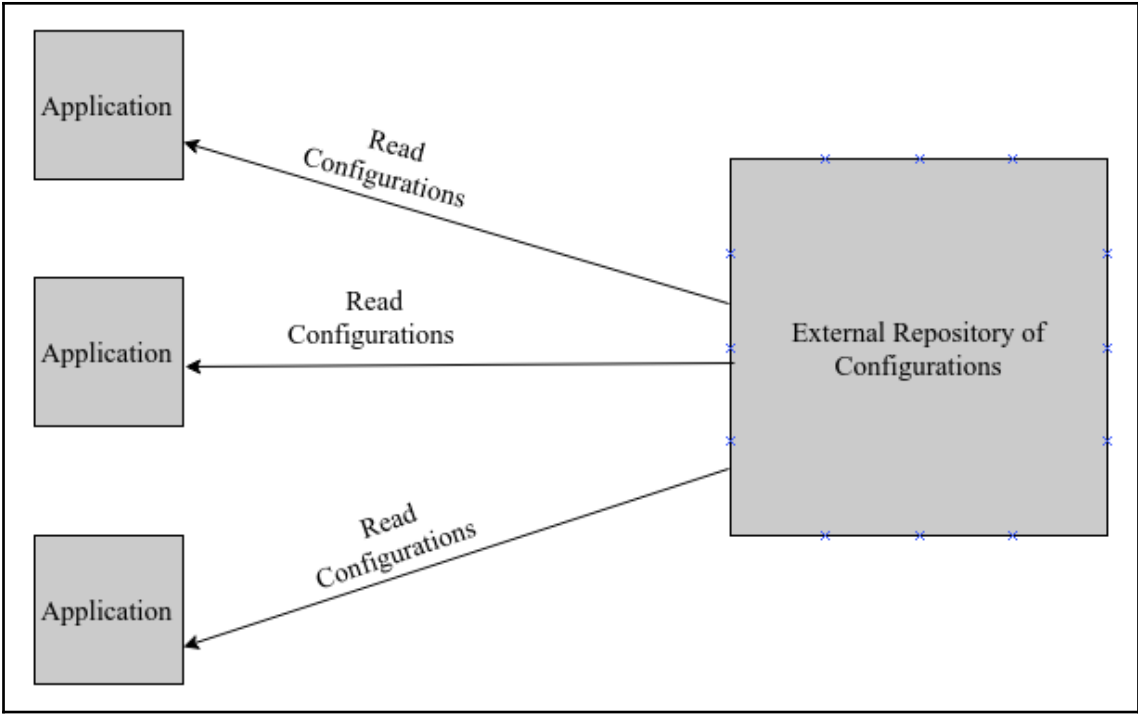 Application
Read
Configurations
Application
Read
Configurations
External Repository of
Configurations
Application
Read
Configurations